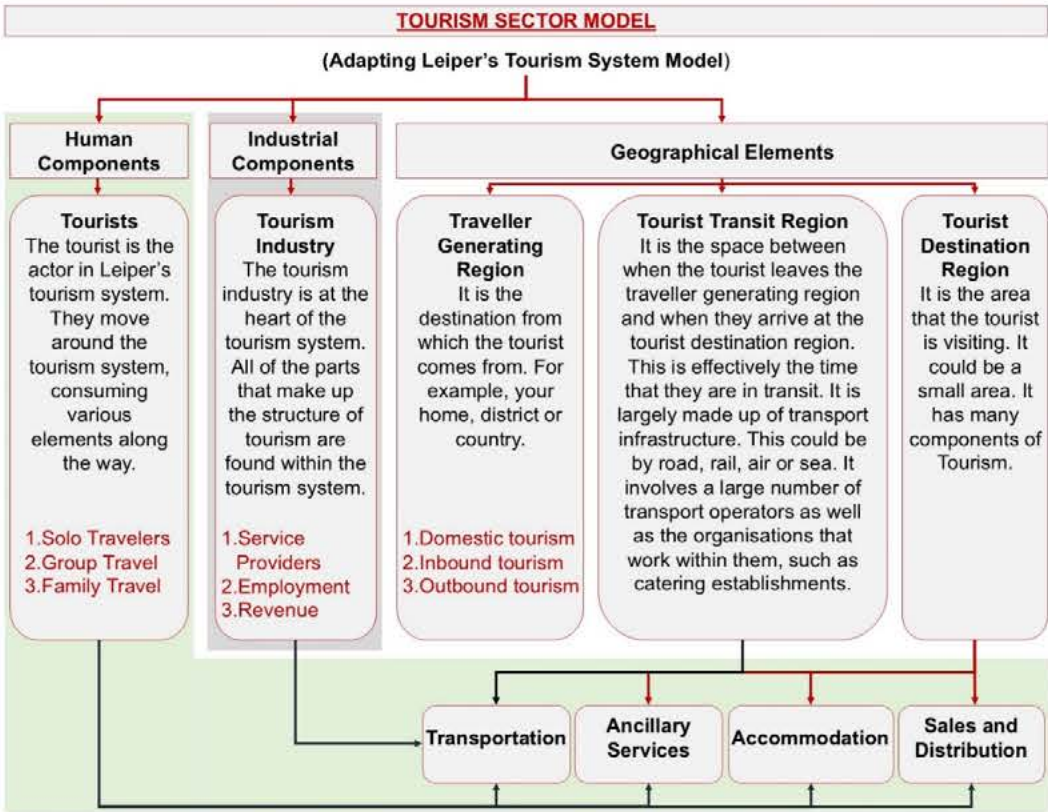 TOURISM SECTOR MODEL
(Adapting Leiper's Tourism System Model)
Human
Components
Industrial
Components
Geographical Elements
Tourists
The tourist is the
actor in Leiper's
tourism system.
They move
around the
tourism system,
consuming
various
elements along
the way.
1.Solo Travelers
2.Group Travel
3.Family Travel
Tourism
Industry
The tourism
industry is at the
heart of the
tourism system.
All of the parts
that make up
the structure of
tourism are
found within the
tourism system.
1.Service
Providers
2.Employment
3.Revenue
Traveller
Generating
Region
It is the
destination from
which the tourist
comes from. For
example, your
home, district or
country.
1.Domestic tourism
2.Inbound tourism
3.Outbound tourism
Tourist Transit Region
It is the space between
when the tourist leaves the
traveller generating region
and when they arrive at the
tourist destination region.
This is effectively the time
that they are in transit. It is
largely made up of transport
infrastructure. This could be
by road, rail, air or sea. It
involves a large number of
transport operators as well
as the organisations that
work within them, such as
catering establishments.
Tourist
Destination
Region
It is the area
that the tourist
is visiting. It
could be a
small area. It
has many
components of
Tourism.
Transportation
Ancillary
Services
Accommodation
Sales and
Distribution